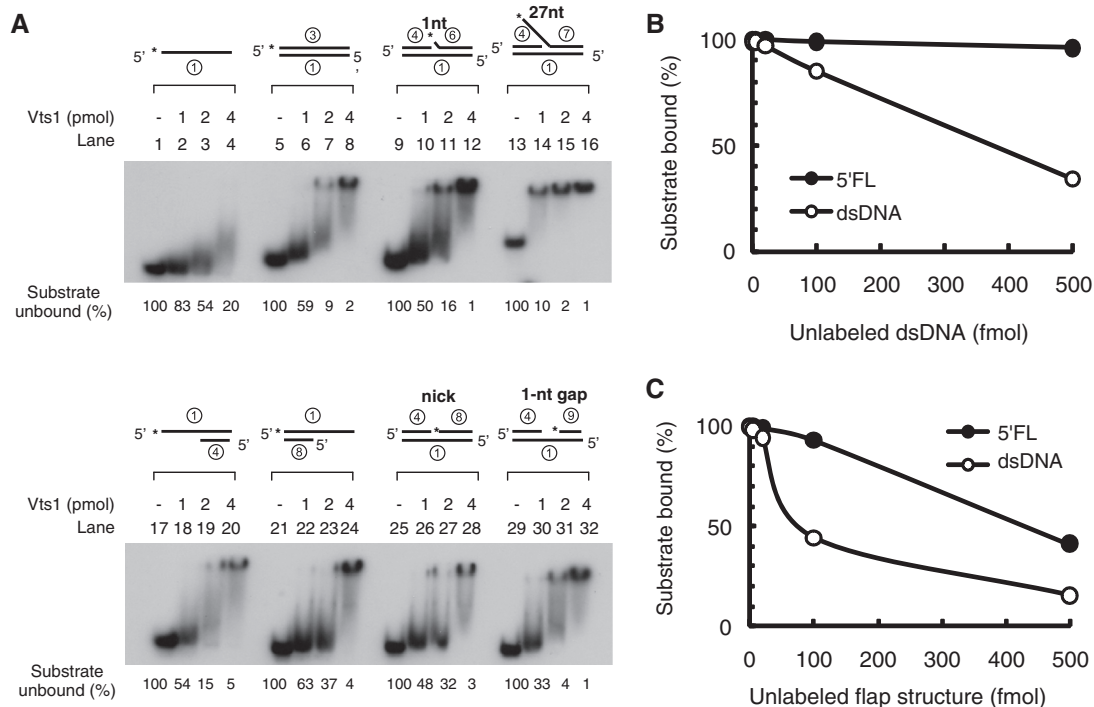 A
1nt
27nt
5' * ① 5' * ③ ① 5' 5' ④ * ⑥ ① 5' 5' * ④ ⑦ ① 5'
Vts1 (pmol) - 1 2 4 - 1 2 4 - 1 2 4 - 1 2 4
Lane 1 2 3 4 5 6 7 8 9 10 11 12 13 14 15 16
Substrate
unbound (%) 100 83 54 20 100 59 9 2 100 50 16 1 100 10 2 1
nick
1-nt gap
5' * ① ④ 5' 5' * ① ⑧ 5' 5' ④ * ⑧ ① 5' 5' ④ * ⑨ ① 5'
Vts1 (pmol) - 1 2 4 - 1 2 4 - 1 2 4 - 1 2 4
Lane 17 18 19 20 21 22 23 24 25 26 27 28 29 30 31 32
Substrate
unbound (%) 100 54 15 5 100 63 37 4 100 48 32 3 100 33 4 1
B
Substrate bound (%)
100
50
0
5'FL
dsDNA
0 100 200 300 400 500
Unlabeled dsDNA (fmol)
C
Substrate bound (%)
100
50
0
5'FL
dsDNA
0 100 200 300 400 500
Unlabeled flap structure (fmol)